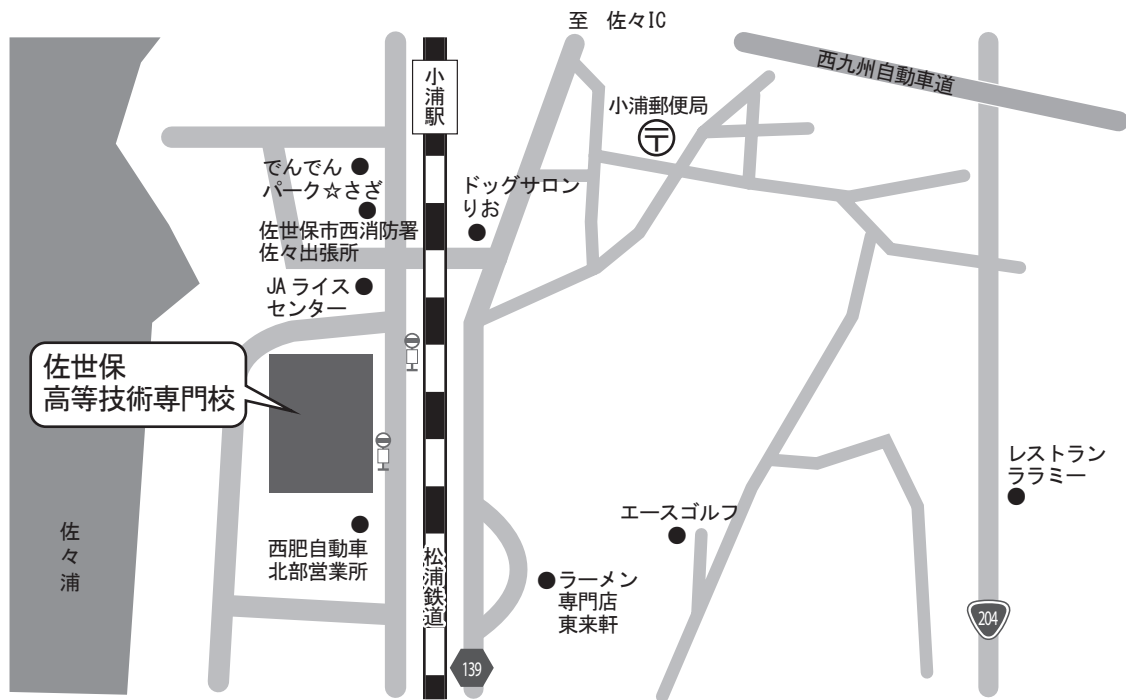 至　佐々IC
西九州自動車道
小浦駅
小浦郵便局
でんでん
パーク☆さざ
ドッグサロン
りお
佐世保市西消防署
佐々出張所
JA ライス
センター
佐世保
高等技術専門校
レストラン
ララミー
エースゴルフ
佐々浦
西肥自動車
北部営業所
松浦鉄道
ラーメン
専門店
東来軒
204
139